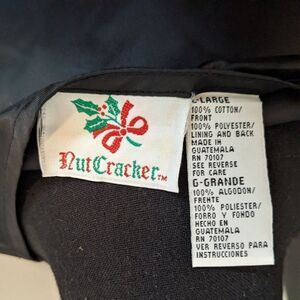 NutCracker™
L-LARGE
100% COTTON/
FRONT
100% POLYESTER/
LINING AND BACK
MADE IN
GUATEMALA
RN 70107
SEE REVERSE
FOR CARE
G-GRANDE
100% ALGODON/
FRENTE
100% POLIESTER/
FORRO Y FONDO
HECHO EN
GUATEMALA
RN 70107
VER REVERSO PARA
INSTRUCCIONES